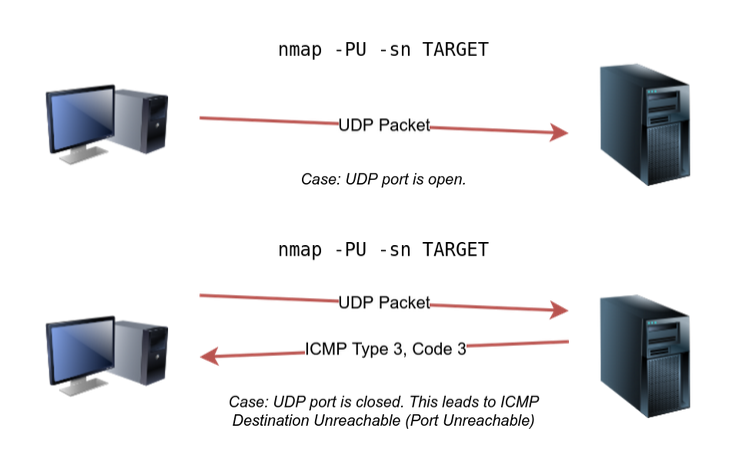 nmap -PU -sn TARGET
UDP Packet
Case: UDP port is open.
nmap -PU -sn TARGET
UDP Packet
ICMP Type 3, Code 3
Case: UDP port is closed. This leads to ICMP
Destination Unreachable (Port Unreachable)